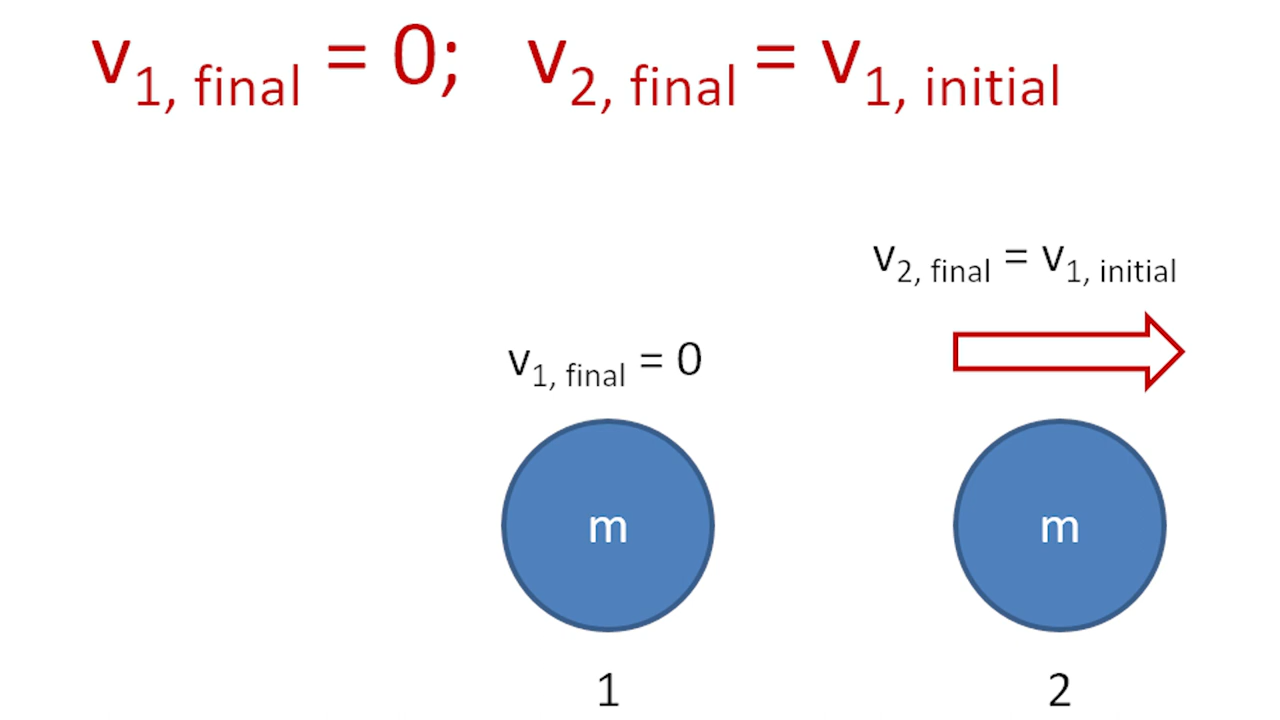 v1, final = 0; v2, final = v1, initial
v2, final = v1, initial
v1, final = 0
m m
1 2